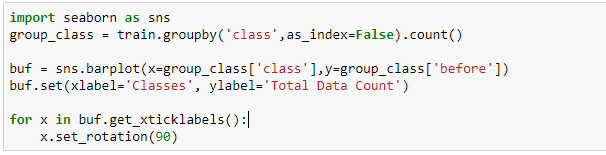 import seaborn as sns
group_class = train.groupby('class',as_index=False).count()
buf = sns.barplot(x=group_class['class'],y=group_class['before'])
buf.set(xlabel='Classes', ylabel='Total Data Count')
for x in buf.get_xticklabels():
    x.set_rotation(90)